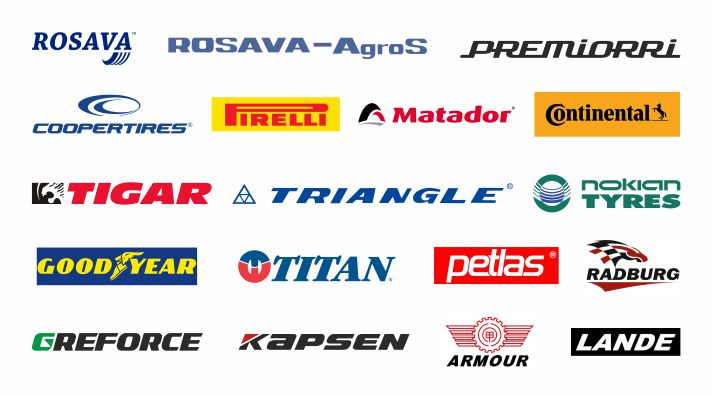 ROSAVA™
ROSAVA-AgroS
PREMiORRi
COOPERTIRES®
PIRELLI
Matador®
Continental
TIGAR
TRIANGLE®
nokian
TYRES
GOODYEAR
TITAN®
petlas®
RADBURG
GREFORCE
KAPSEN
ARMOUR
LANDE